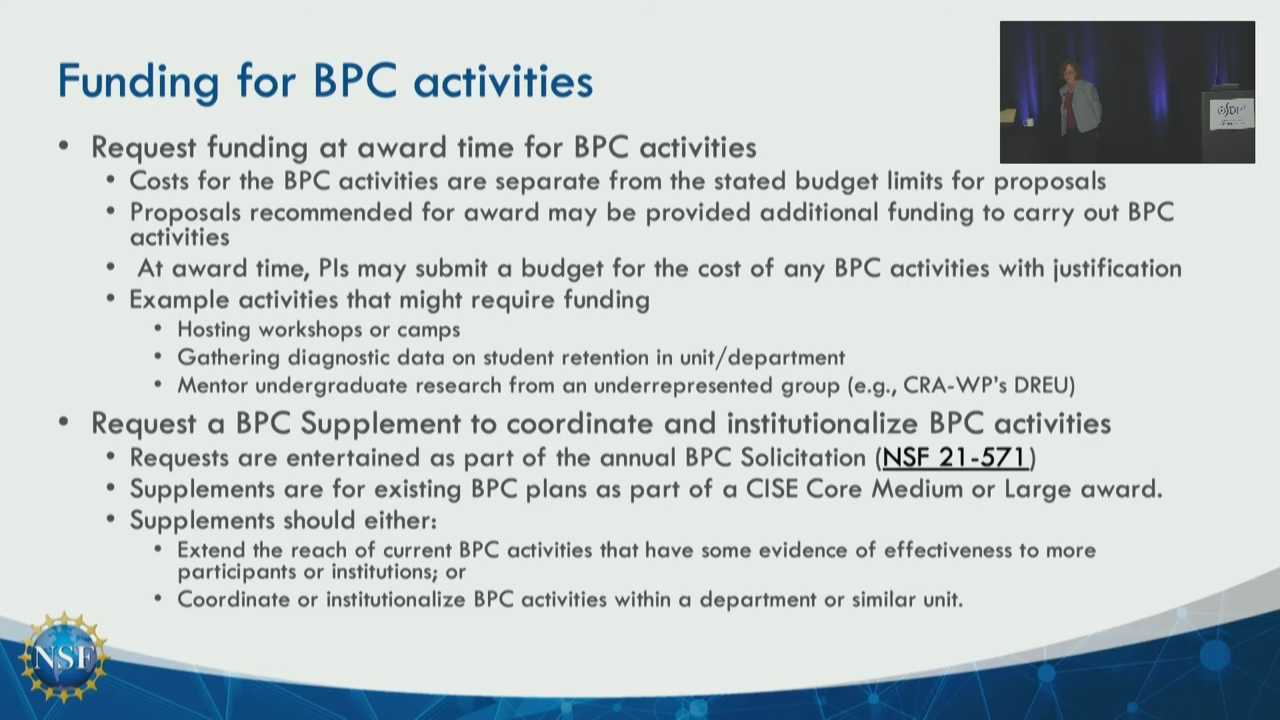 Funding for BPC activities
• Request funding at award time for BPC activities
• Costs for the BPC activities are separate from the stated budget limits for proposals
• Proposals recommended for award may be provided additional funding to carry out BPC
activities
• At award time, PIs may submit a budget for the cost of any BPC activities with justification
• Example activities that might require funding
• Hosting workshops or camps
• Gathering diagnostic data on student retention in unit/department
• Mentor undergraduate research from an underrepresented group (e.g., CRA-WP's DREU)
• Request a BPC Supplement to coordinate and institutionalize BPC activities
• Requests are entertained as part of the annual BPC Solicitation (NSF 21-571)
• Supplements are for existing BPC plans as part of a CISE Core Medium or Large award.
• Supplements should either:
• Extend the reach of current BPC activities that have some evidence of effectiveness to more
participants or institutions; or
• Coordinate or institutionalize BPC activities within a department or similar unit.
NSF
OSDI